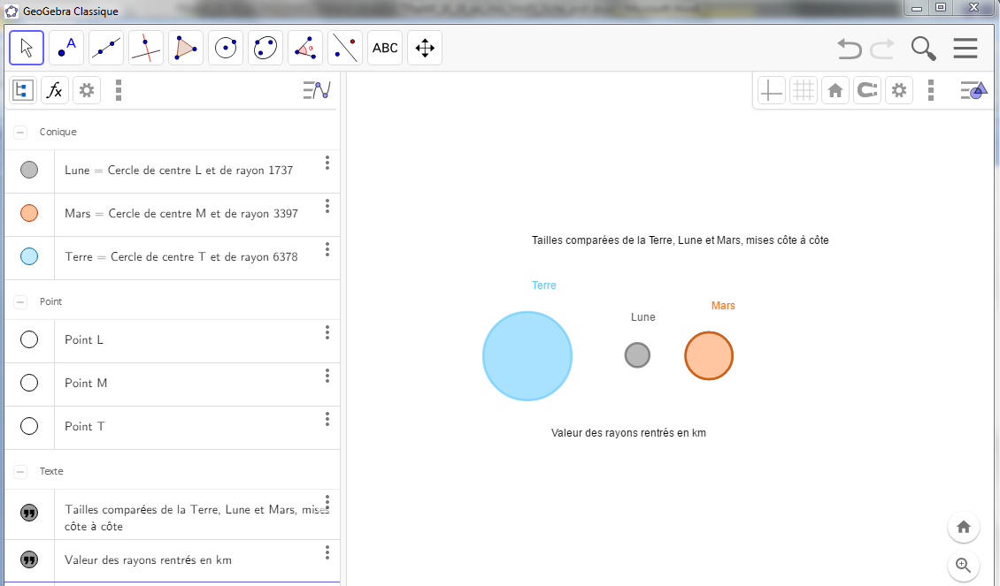 GeoGebra Classique
A
ABC
fx
Conique
Lune = Cercle de centre L et de rayon 1737
Mars = Cercle de centre M et de rayon 3397
Terre = Cercle de centre T et de rayon 6378
Point
Point L
Point M
Point T
Texte
Tailles comparées de la Terre, Lune et Mars, mises
côte à côte
Valeur des rayons rentrés en km
Tailles comparées de la Terre, Lune et Mars, mises côte à côte
Terre
Lune
Mars
Valeur des rayons rentrés en km